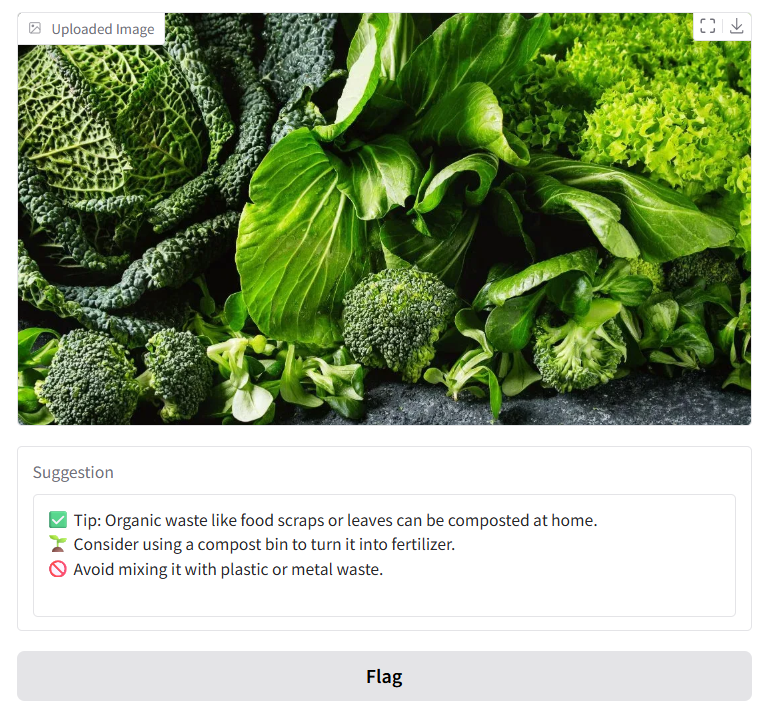 Uploaded Image
Suggestion
✅ Tip: Organic waste like food scraps or leaves can be composted at home.
🌱 Consider using a compost bin to turn it into fertilizer.
🚫 Avoid mixing it with plastic or metal waste.
Flag